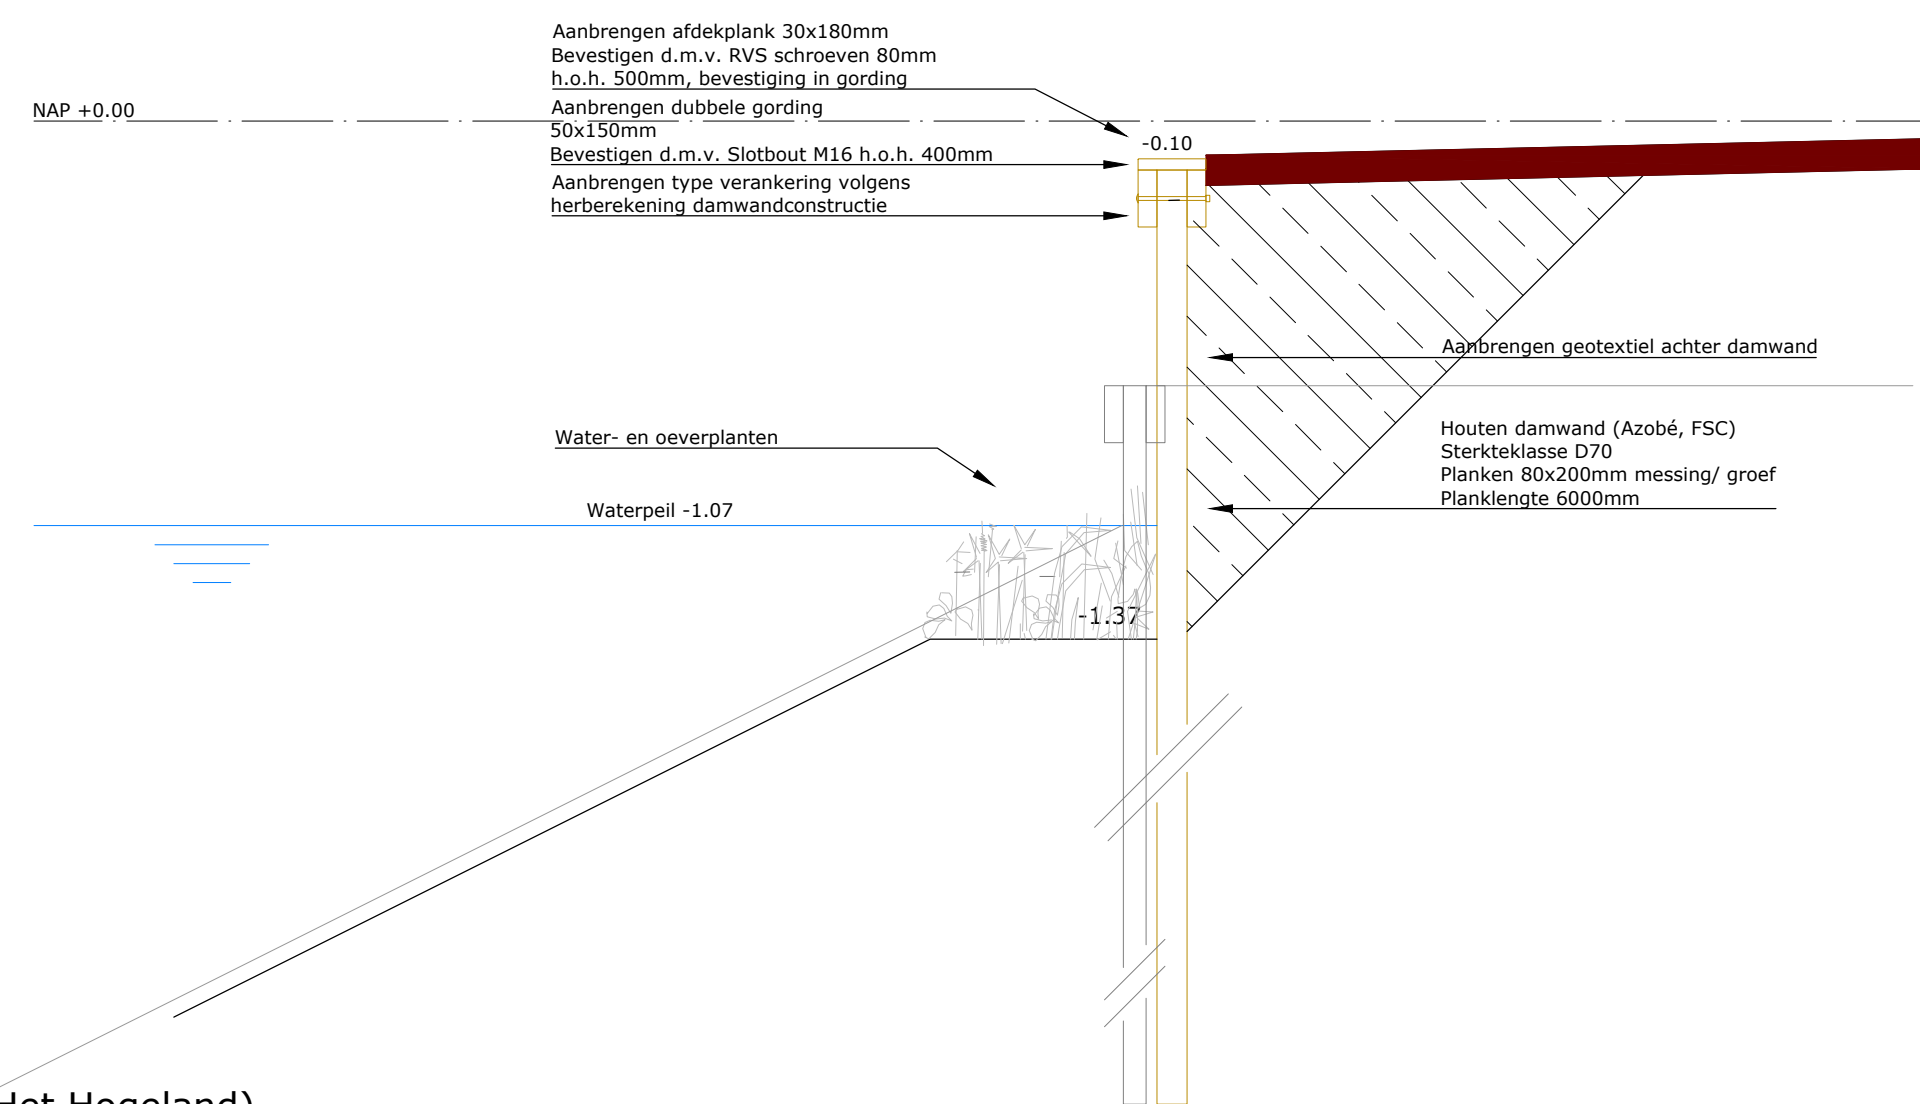 Aanbrengen afdekplank 30x180mm
Bevestigen d.m.v. RVS schroeven 80mm
h.o.h. 500mm, bevestiging in gording
NAP +0.00
Aanbrengen dubbele gording
50x150mm
Bevestigen d.m.v. Slotbout M16 h.o.h. 400mm
-0.10
Aanbrengen type verankering volgens
herberekening damwandconstructie
Aanbrengen geotextiel achter damwand
Water- en oeverplanten
Houten damwand (Azobé, FSC)
Sterkteklasse D70
Planken 80x200mm messing/ groef
Planklengte 6000mm
Waterpeil -1.07
-1.37
Het Hogeland)